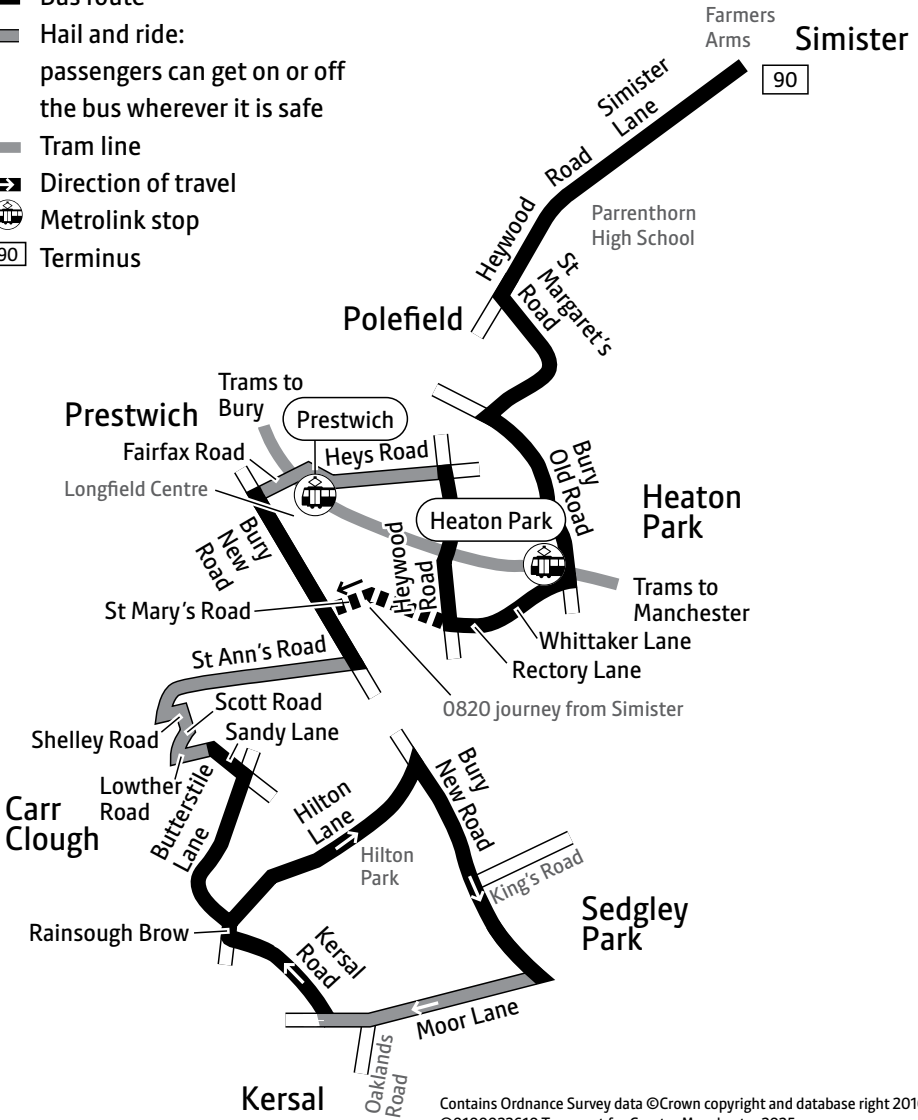 Bus route
Hail and ride:
passengers can get on or off
the bus wherever it is safe
Tram line
Direction of travel
Metrolink stop
90 Terminus
Farmers
Arms
Simister
90
Simister
Lane
Road
Heywood
Parrenthorn
High School
St
Margaret's
Road
Polefield
Trams to
Bury
Prestwich
Prestwich
Fairfax Road
Heys Road
Longfield Centre
Bury
Old Road
Heaton
Park
Heaton Park
Bury
New
Road
Heywood
Road
Trams to
Manchester
St Mary's Road
Whittaker Lane
Rectory Lane
St Ann's Road
0820 journey from Simister
Scott Road
Shelley Road
Sandy Lane
Lowther
Road
Butterstile
Lane
Carr
Clough
Hilton
Lane
Bury
New Road
Hilton
Park
King's Road
Sedgley
Park
Rainsough Brow
Kersal
Road
Moor Lane
Oaklands
Road
Kersal
Contains Ordnance Survey data ©Crown copyright and database right 201